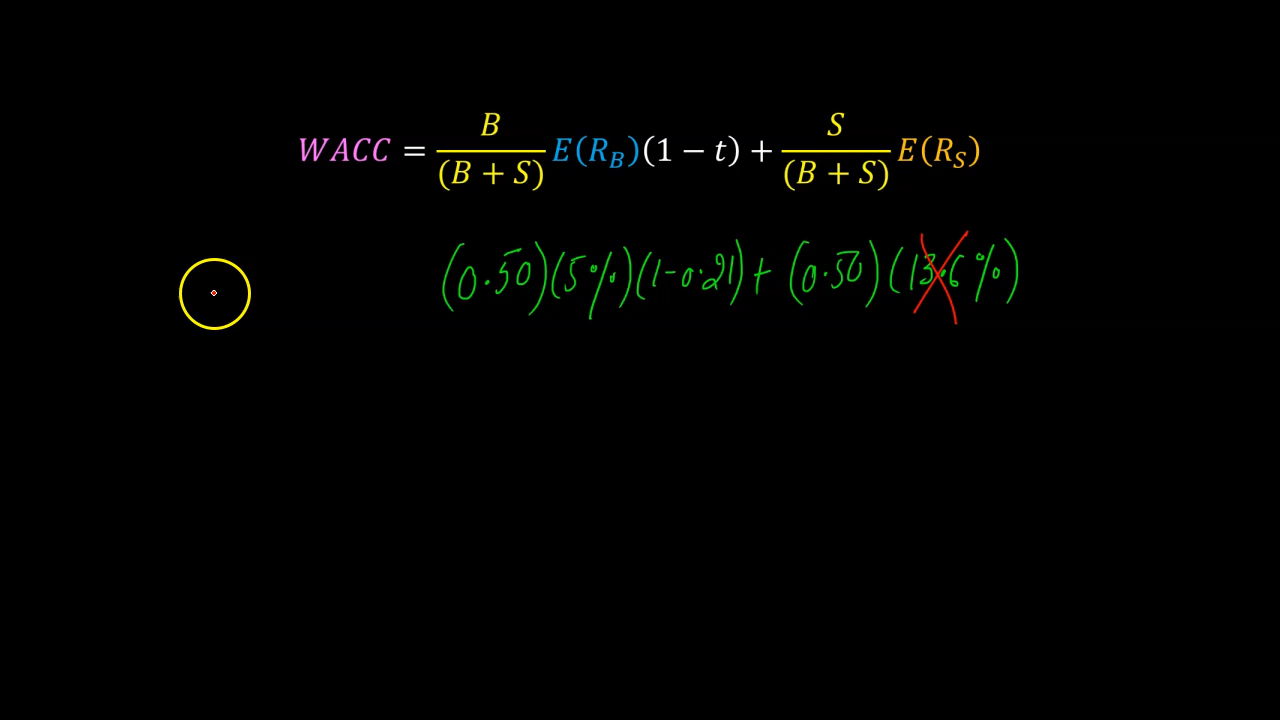 WACC = B/(B + S) E(R_B)(1 − t) + S/(B + S) E(R_S)
(0.50)(5%)(1-0.21) + (0.50)(13.6%)